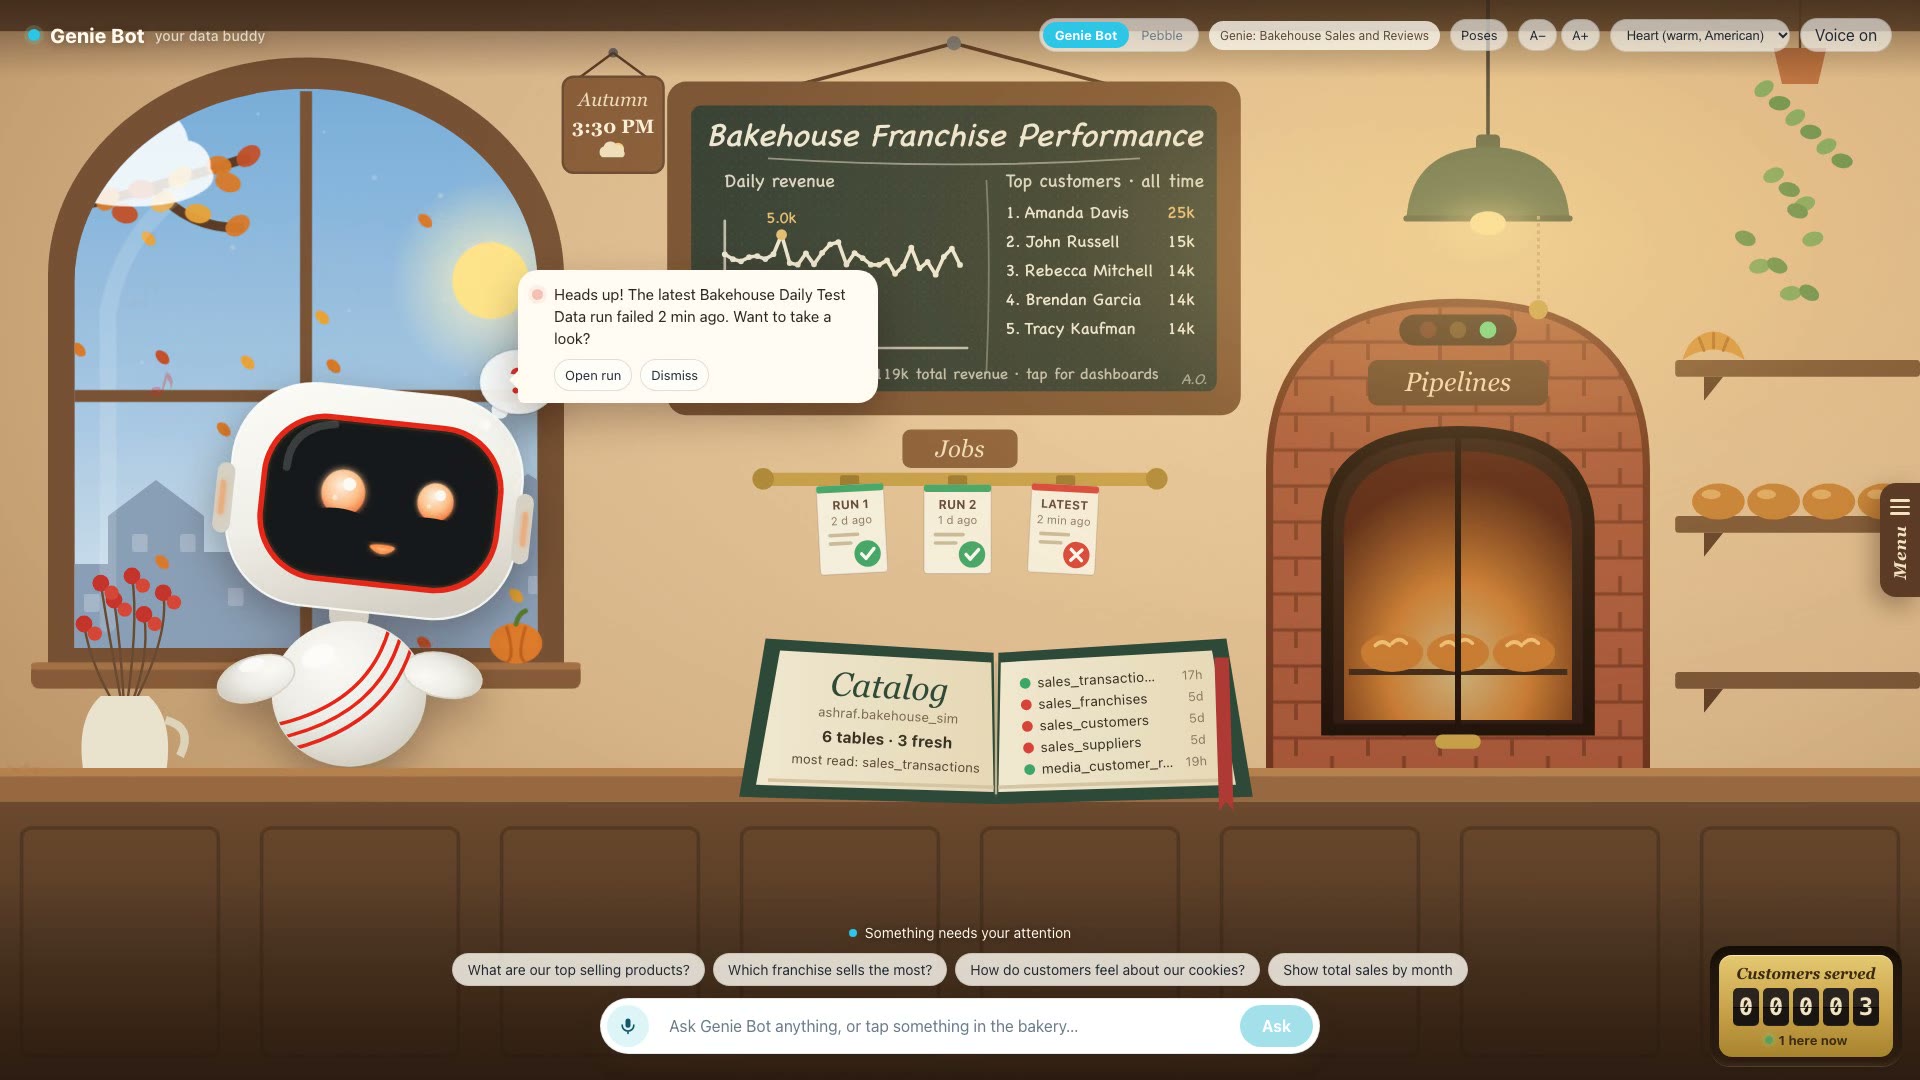 Genie Bot your data buddy
Genie Bot Pebble
Genie: Bakehouse Sales and Reviews
Poses
A− A+
Heart (warm, American)
Voice on
Autumn
3:30 PM
Bakehouse Franchise Performance
Daily revenue
5.0k
Top customers · all time
1. Amanda Davis 25k
2. John Russell 15k
3. Rebecca Mitchell 14k
4. Brendan Garcia 14k
5. Tracy Kaufman 14k
119k total revenue · tap for dashboards
A.O.
Heads up! The latest Bakehouse Daily Test
Data run failed 2 min ago. Want to take a
look?
Open run Dismiss
Jobs
RUN 1
2 d ago
RUN 2
1 d ago
LATEST
2 min ago
Pipelines
Menu
Catalog
ashraf.bakehouse_sim
6 tables · 3 fresh
most read: sales_transactions
sales_transactio... 17h
sales_franchises 5d
sales_customers 5d
sales_suppliers 5d
media_customer_r... 19h
Something needs your attention
What are our top selling products?
Which franchise sells the most?
How do customers feel about our cookies?
Show total sales by month
Ask Genie Bot anything, or tap something in the bakery...
Ask
Customers served
0 0 0 0 3
1 here now